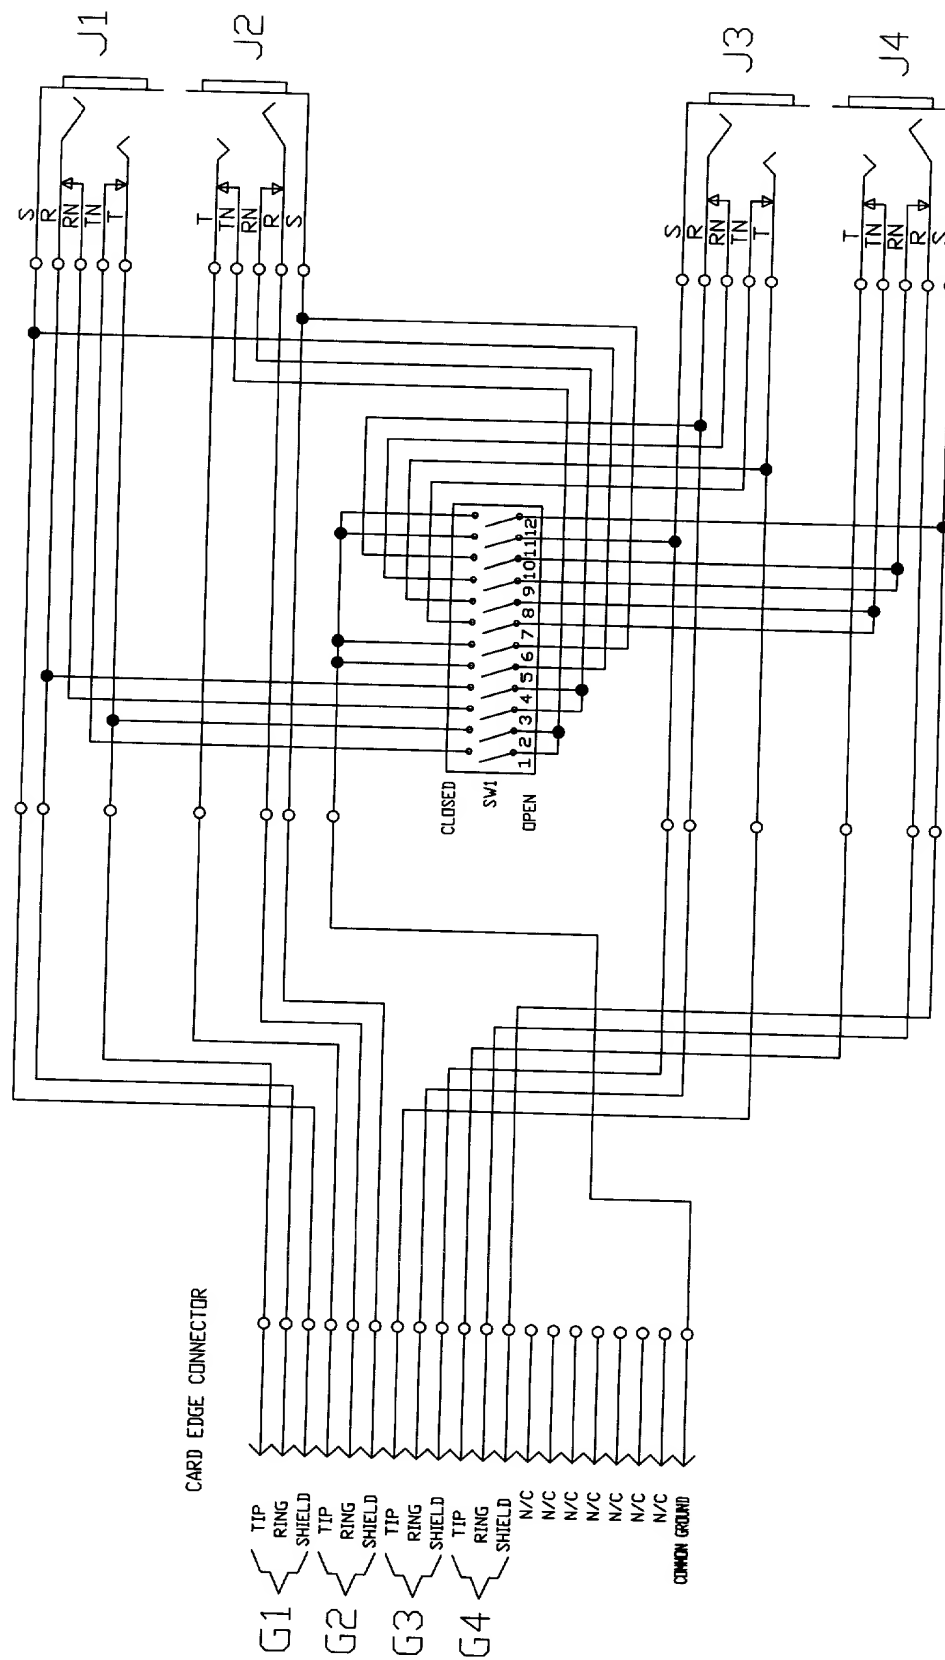 J1
J2
J3
J4
S
R
RN
TN
T
T
TN
RN
R
S
S
R
RN
TN
T
T
TN
RN
R
S
CLOSED
SW1
OPEN
1
2
3
4
5
6
7
8
9
10
11
12
CARD EDGE CONNECTOR
G1
TIP
RING
SHIELD
G2
TIP
RING
SHIELD
G3
TIP
RING
SHIELD
G4
TIP
RING
SHIELD
N/C
N/C
N/C
N/C
N/C
N/C
N/C
COMMON GROUND